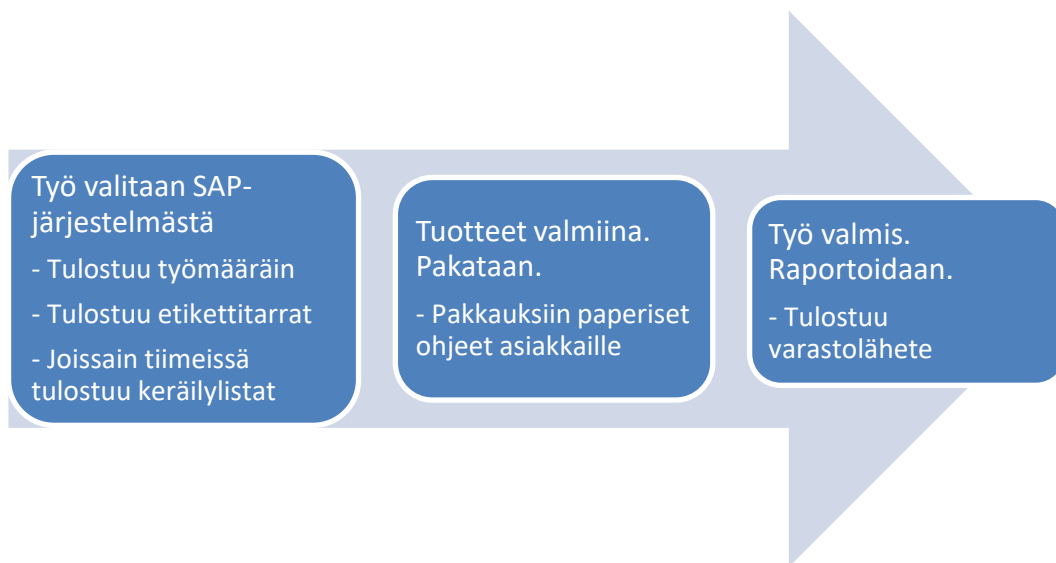 Työ valitaan SAP-
järjestelmästä
- Tulostuu työmääräin
- Tulostuu etikettitarrat
- Joissain tiimeissä
tulostuu keräilylistat
Tuotteet valmiina.
Pakataan.
- Pakkauksiin paperiset
ohjeet asiakkaille
Työ valmis.
Raportoidaan.
- Tulostuu
varastolähete